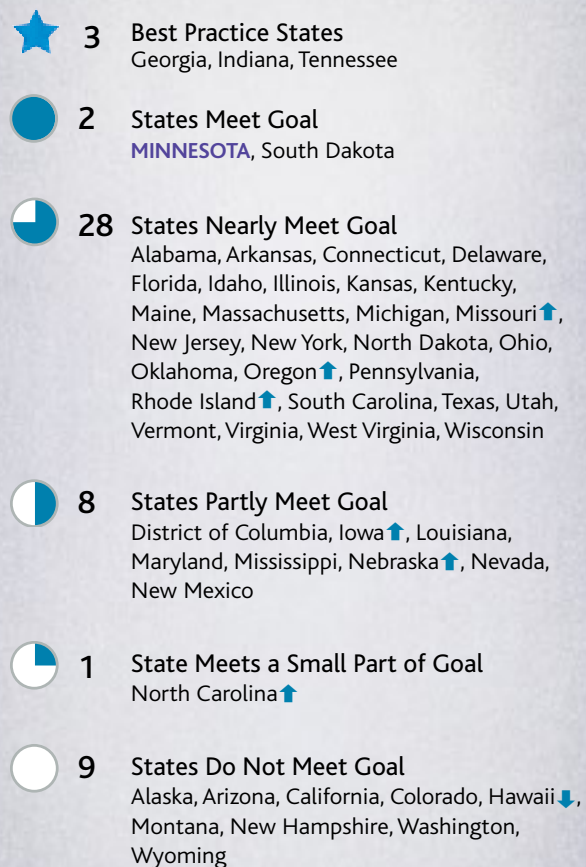 3 Best Practice States
Georgia, Indiana, Tennessee
2 States Meet Goal
MINNESOTA, South Dakota
28 States Nearly Meet Goal
Alabama, Arkansas, Connecticut, Delaware,
Florida, Idaho, Illinois, Kansas, Kentucky,
Maine, Massachusetts, Michigan, Missouri⬆,
New Jersey, New York, North Dakota, Ohio,
Oklahoma, Oregon⬆, Pennsylvania,
Rhode Island⬆, South Carolina, Texas, Utah,
Vermont, Virginia, West Virginia, Wisconsin
8 States Partly Meet Goal
District of Columbia, Iowa⬆, Louisiana,
Maryland, Mississippi, Nebraska⬆, Nevada,
New Mexico
1 State Meets a Small Part of Goal
North Carolina⬆
9 States Do Not Meet Goal
Alaska, Arizona, California, Colorado, Hawaii⬇,
Montana, New Hampshire, Washington,
Wyoming